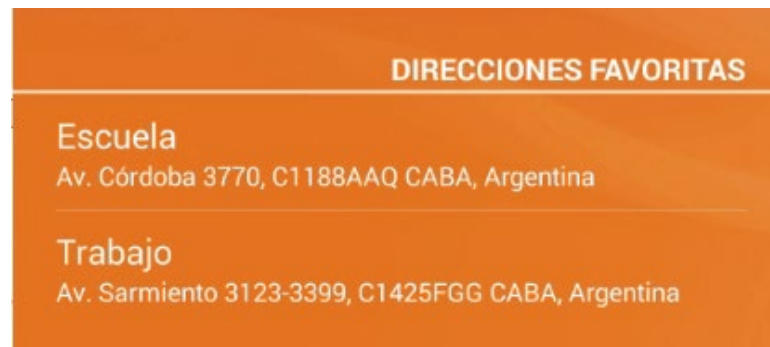 DIRECCIONES FAVORITAS
Escuela
Av. Córdoba 3770, C1188AAQ CABA, Argentina
Trabajo
Av. Sarmiento 3123-3399, C1425FGG CABA, Argentina